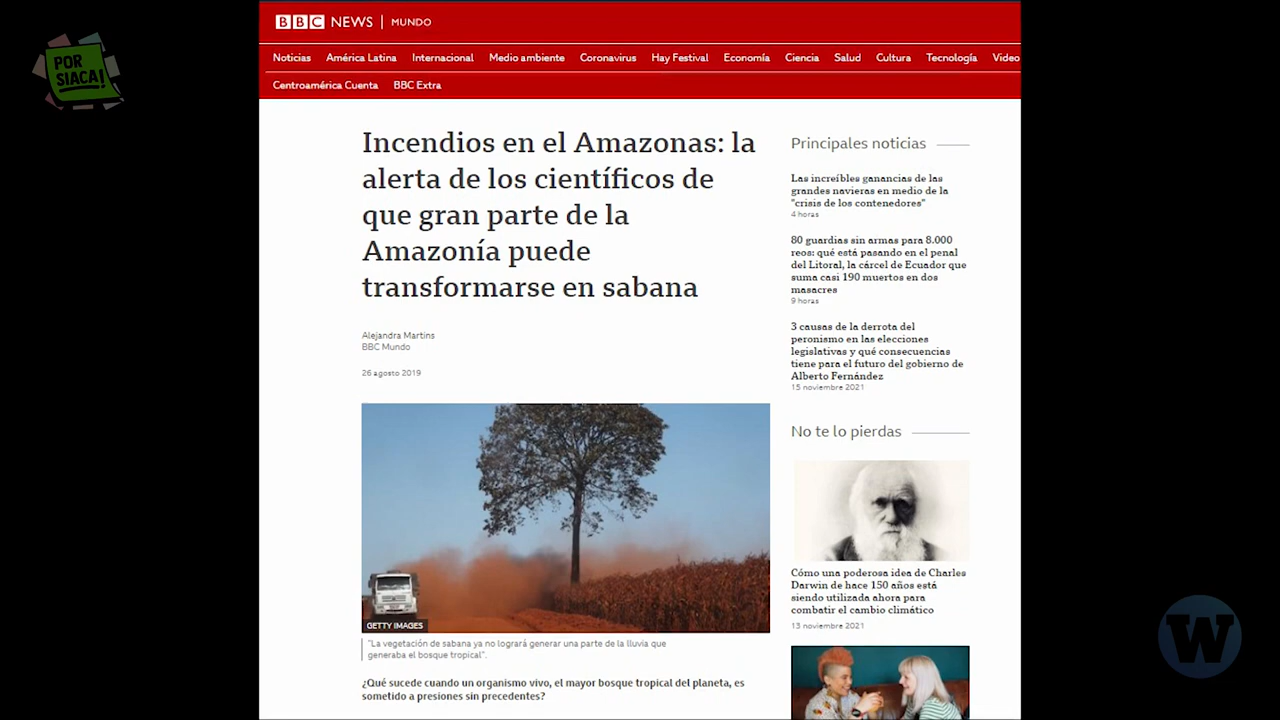 POR
SIACA!
BBC NEWS | MUNDO
Noticias América Latina Internacional Medio ambiente Coronavirus Hay Festival Economía Ciencia Salud Cultura Tecnología Video
Centroamérica Cuenta BBC Extra
Incendios en el Amazonas: la
alerta de los científicos de
que gran parte de la
Amazonía puede
transformarse en sabana
Alejandra Martins
BBC Mundo
26 agosto 2019
GETTY IMAGES
"La vegetación de sabana ya no logrará generar una parte de la lluvia que
generaba el bosque tropical".
¿Qué sucede cuando un organismo vivo, el mayor bosque tropical del planeta, es
sometido a presiones sin precedentes?
Principales noticias
Las increíbles ganancias de las
grandes navieras en medio de la
"crisis de los contenedores"
4 horas
80 guardias sin armas para 8.000
reos: qué está pasando en el penal
del Litoral, la cárcel de Ecuador que
suma casi 190 muertos en dos
masacres
9 horas
3 causas de la derrota del
peronismo en las elecciones
legislativas y qué consecuencias
tiene para el futuro del gobierno de
Alberto Fernández
15 noviembre 2021
No te lo pierdas
Cómo una poderosa idea de Charles
Darwin de hace 150 años está
siendo utilizada ahora para
combatir el cambio climático
13 noviembre 2021
W